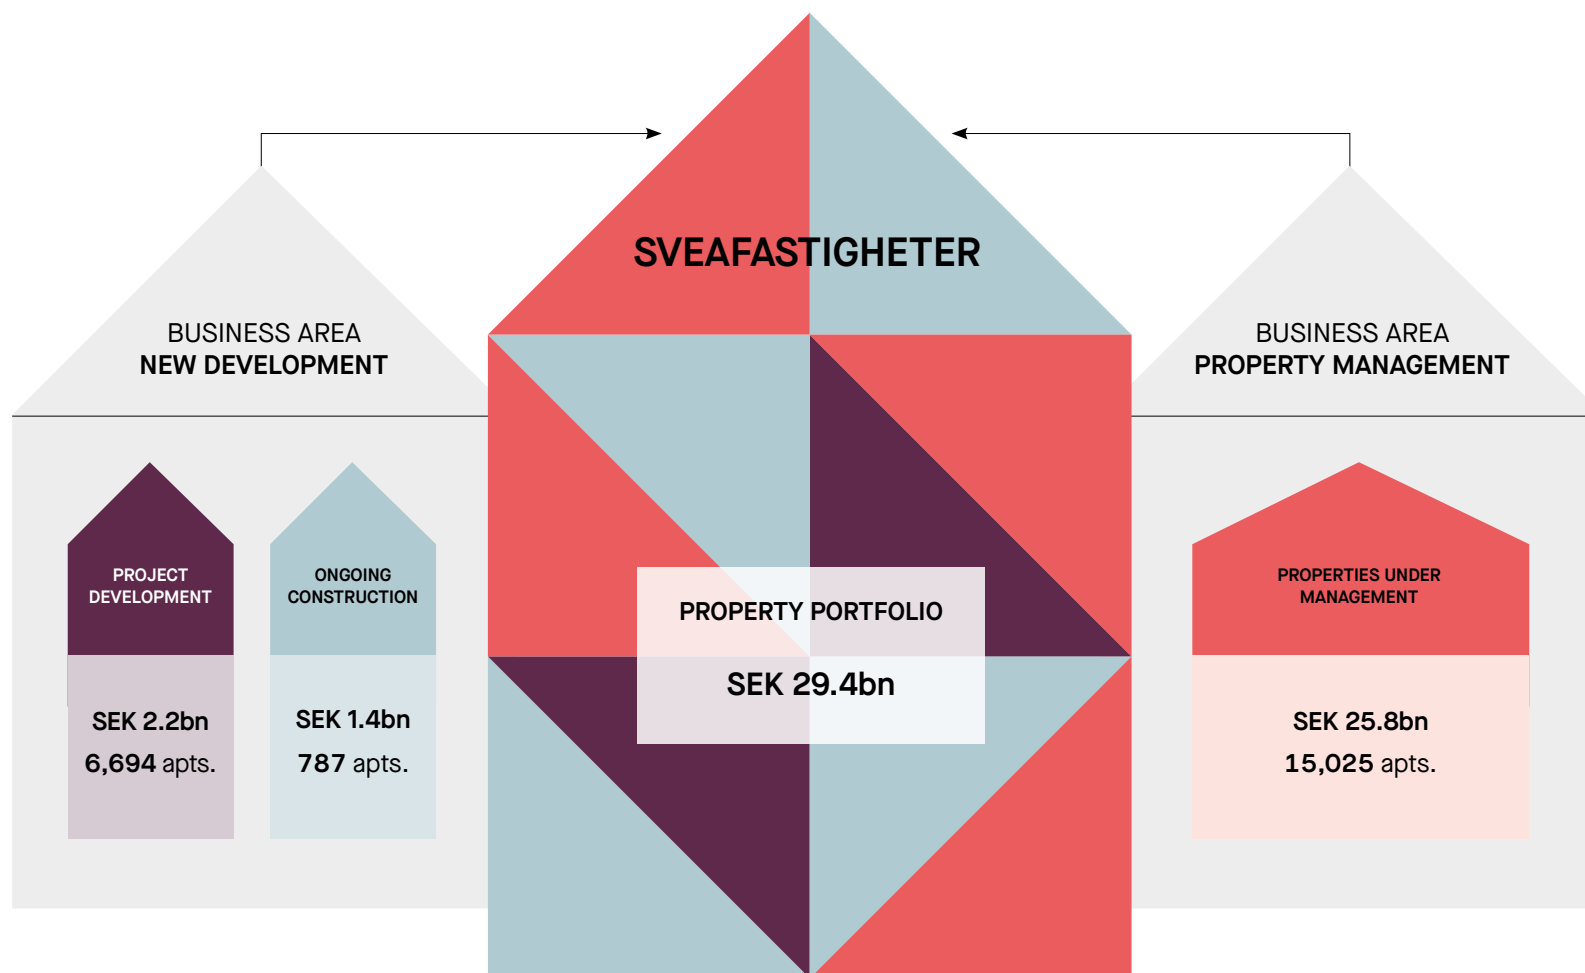 SVEAFASTIGHETER
BUSINESS AREA
NEW DEVELOPMENT
PROJECT
DEVELOPMENT
SEK 2.2bn
6,694 apts.
ONGOING
CONSTRUCTION
SEK 1.4bn
787 apts.
PROPERTY PORTFOLIO
SEK 29.4bn
BUSINESS AREA
PROPERTY MANAGEMENT
PROPERTIES UNDER
MANAGEMENT
SEK 25.8bn
15,025 apts.